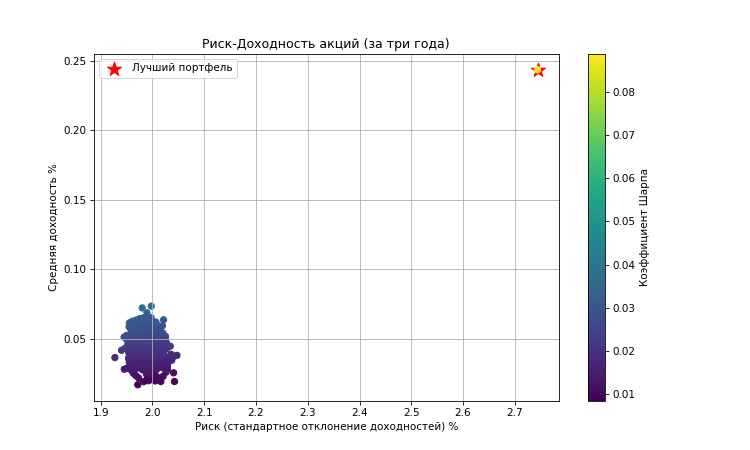 Риск-Доходность акций (за три года)
Лучший портфель
0.25
0.20
0.15
0.10
0.05
Средняя доходность %
1.9 2.0 2.1 2.2 2.3 2.4 2.5 2.6 2.7
Риск (стандартное отклонение доходностей) %
0.08
0.07
0.06
0.05
0.04
0.03
0.02
0.01
Коэффициент Шарпа